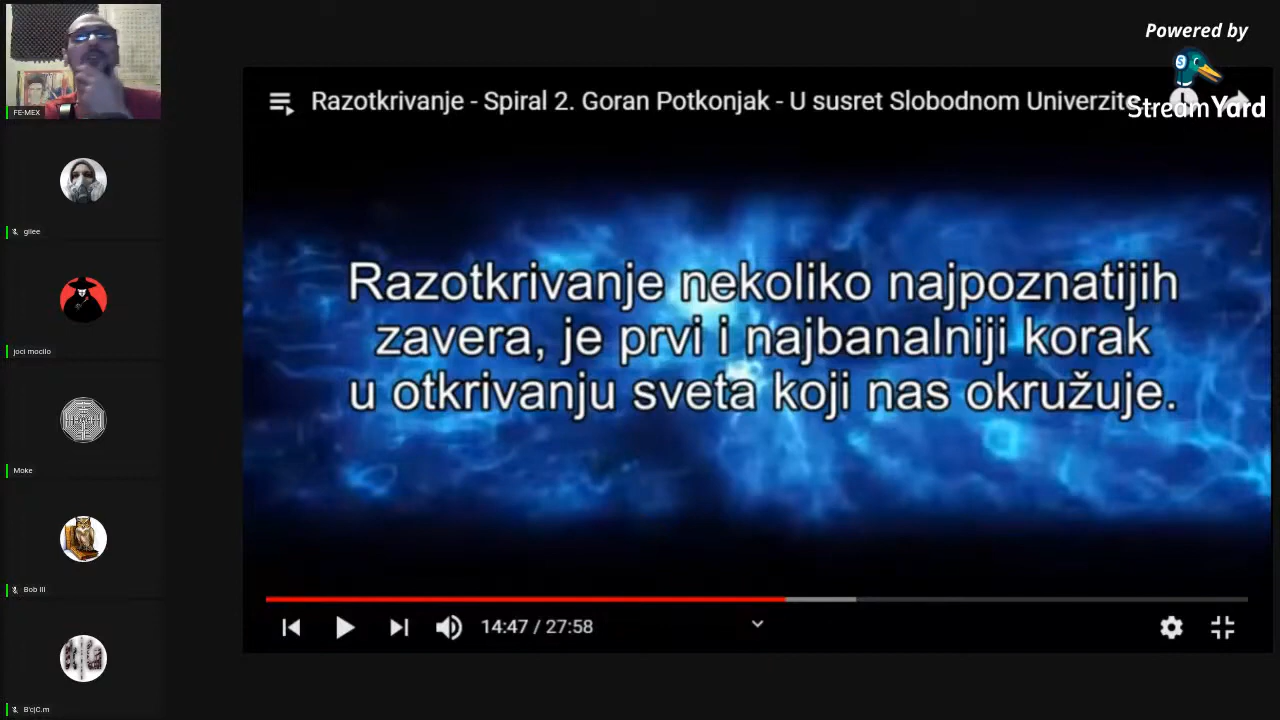 Powered by
StreamYard
FE-MEX
Razotkrivanje - Spiral 2. Goran Potkonjak - U susret Slobodnom Univerzite
gilee
Razotkrivanje nekoliko najpoznatijih
zavera, je prvi i najbanalniji korak
u otkrivanju sveta koji nas okružuje.
joci mocilo
Moke
Bob III
14:47 / 27:58
B'cjC.m